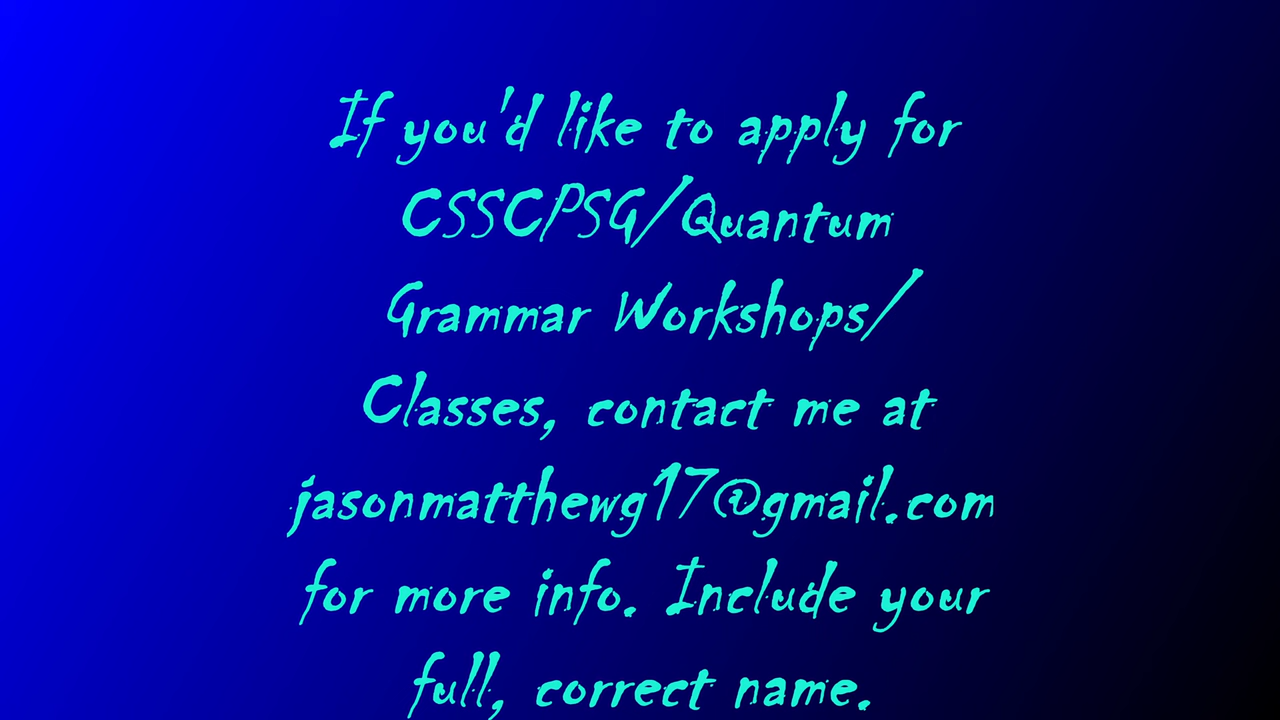 If you'd like to apply for
CSSCPSG/Quantum
Grammar Workshops/
Classes, contact me at
jasonmatthewg17@gmail.com
for more info. Include your
full, correct name.